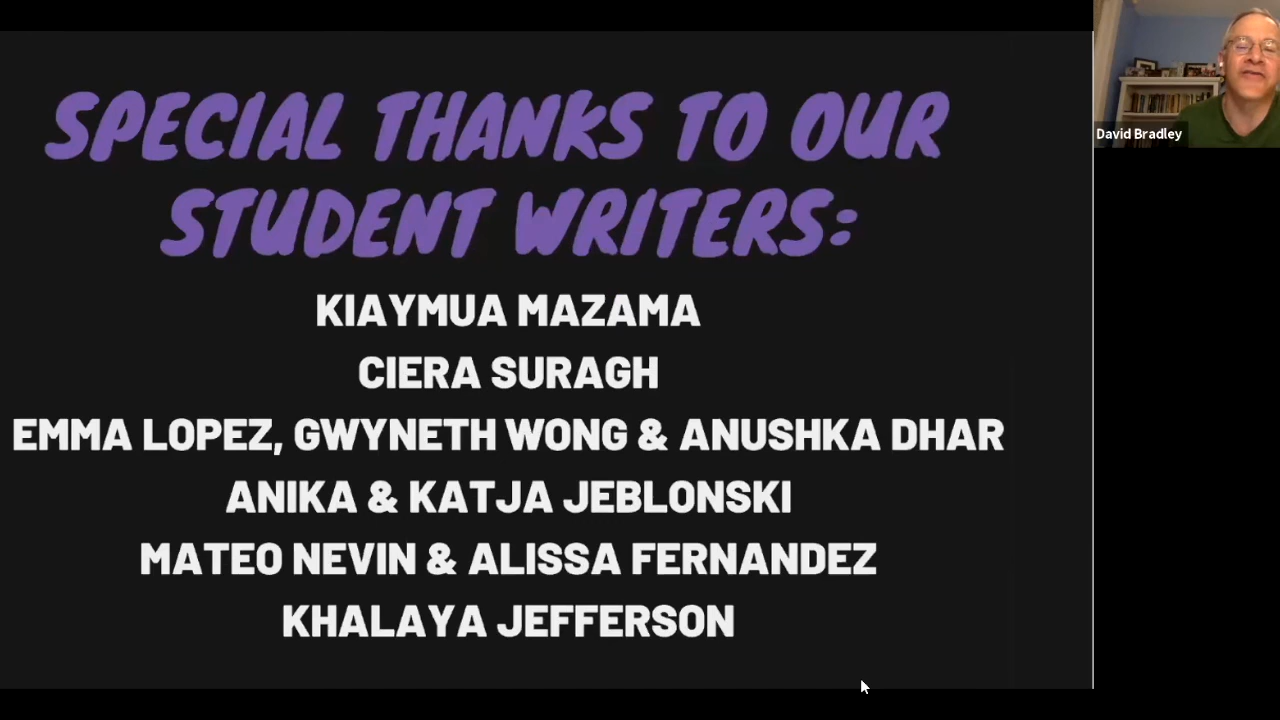 SPECIAL THANKS TO OUR
STUDENT WRITERS:
KIAYMUA MAZAMA
CIERA SURAGH
EMMA LOPEZ, GWYNETH WONG & ANUSHKA DHAR
ANIKA & KATJA JEBLONSKI
MATEO NEVIN & ALISSA FERNANDEZ
KHALAYA JEFFERSON
David Bradley